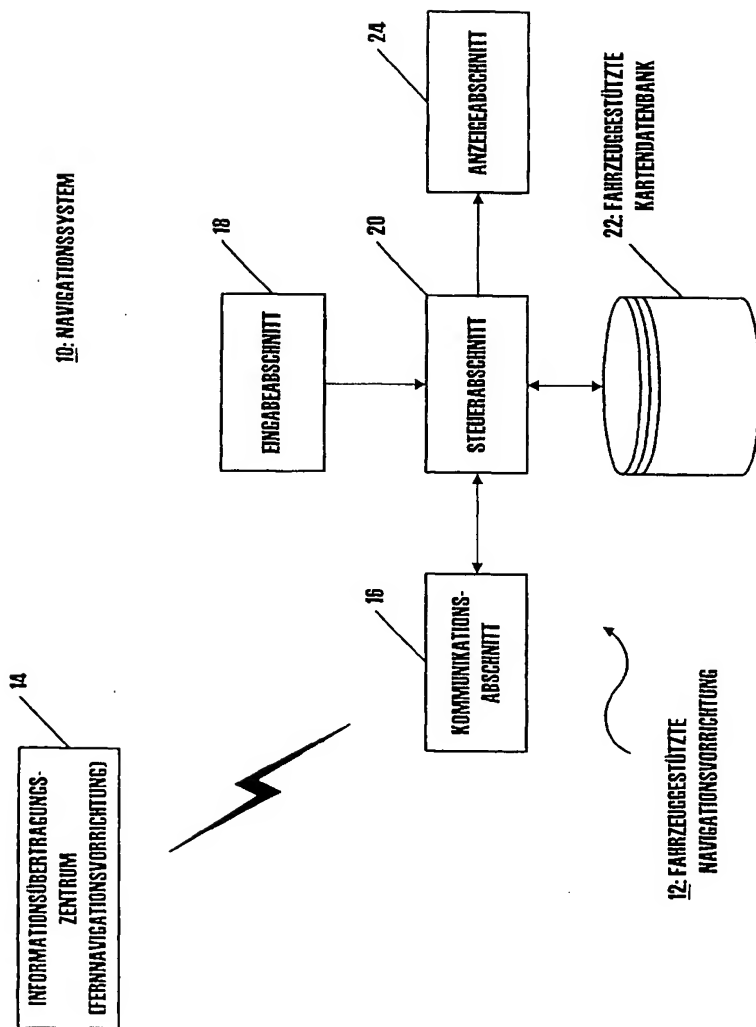 10: NAVIGATIONSSYSTEM
14
INFORMATIONSÜBERTRAGUNGS-
ZENTRUM
(FERNNAVIGATIONSVORRICHTUNG)
18
EINGABEABSCHNITT
16
KOMMUNIKATIONS-
ABSCHNITT
20
STEUERABSCHNITT
24
ANZEIGEABSCHNITT
12: FAHRZEUGGESTÜTZTE
NAVIGATIONSVORRICHTUNG
22: FAHRZEUGGESTÜTZTE
KARTENDATENBANK